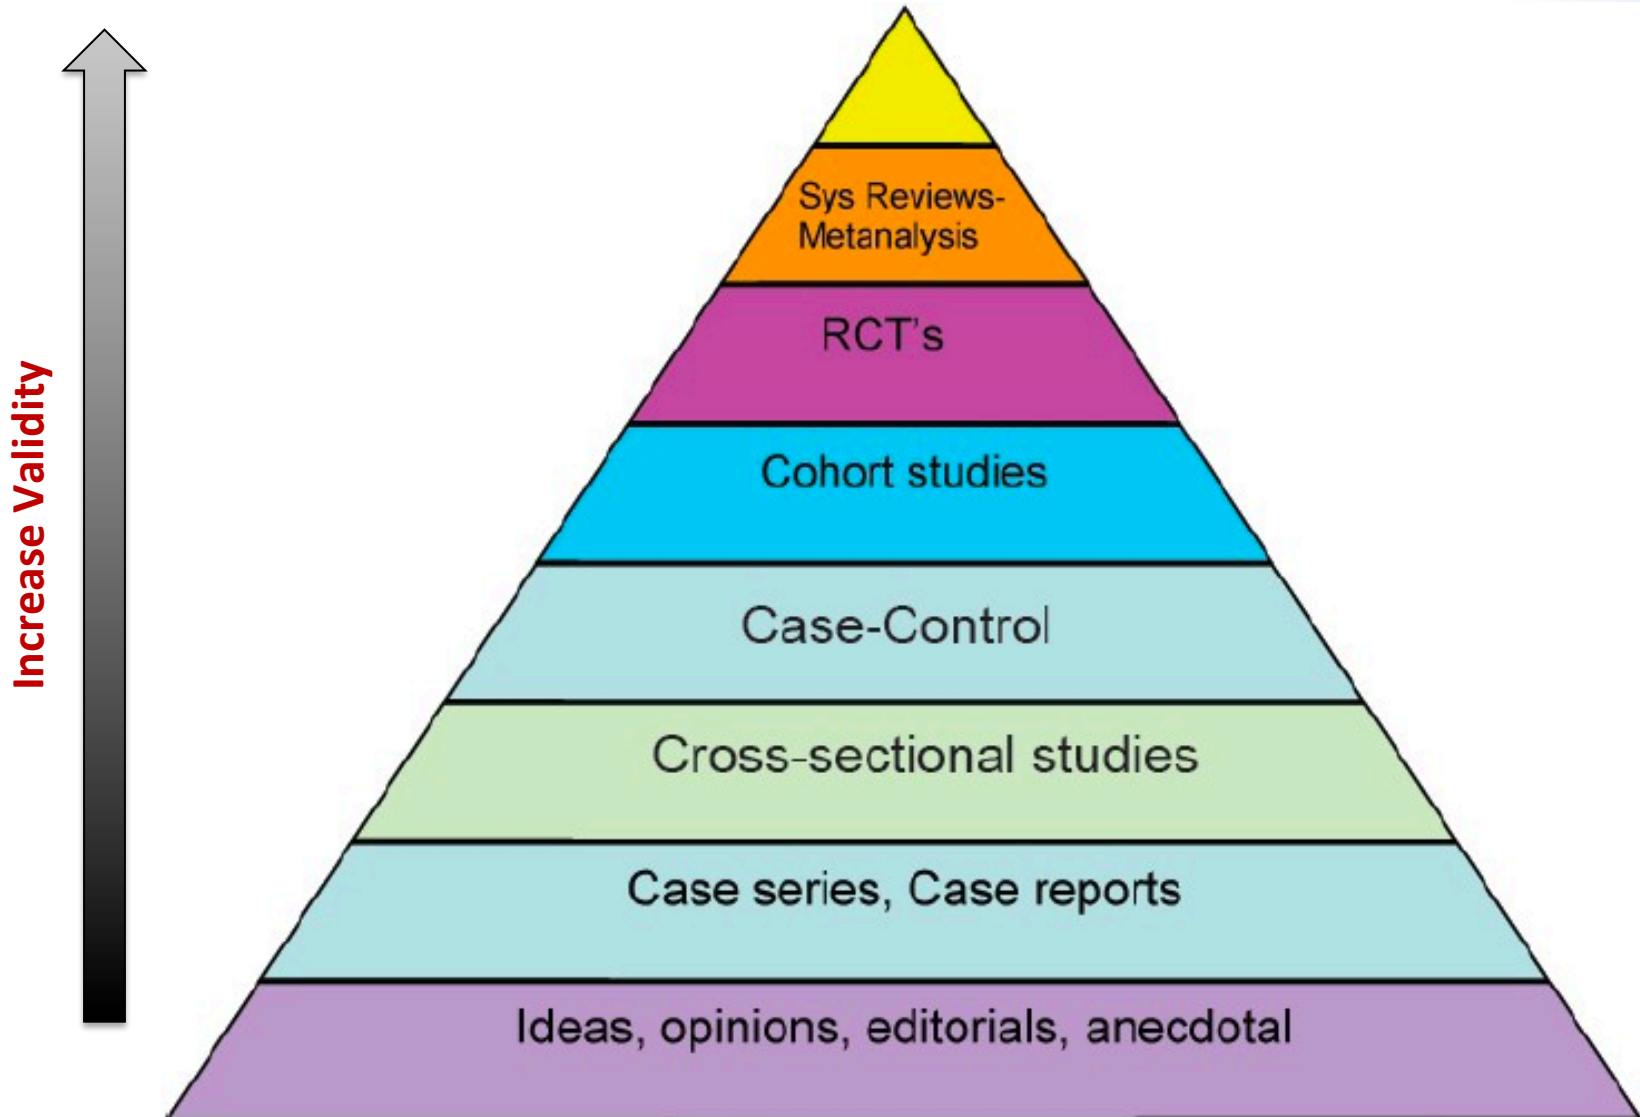 Increase Validity
Sys Reviews-
Metanalysis
RCT's
Cohort studies
Case-Control
Cross-sectional studies
Case series, Case reports
Ideas, opinions, editorials, anecdotal